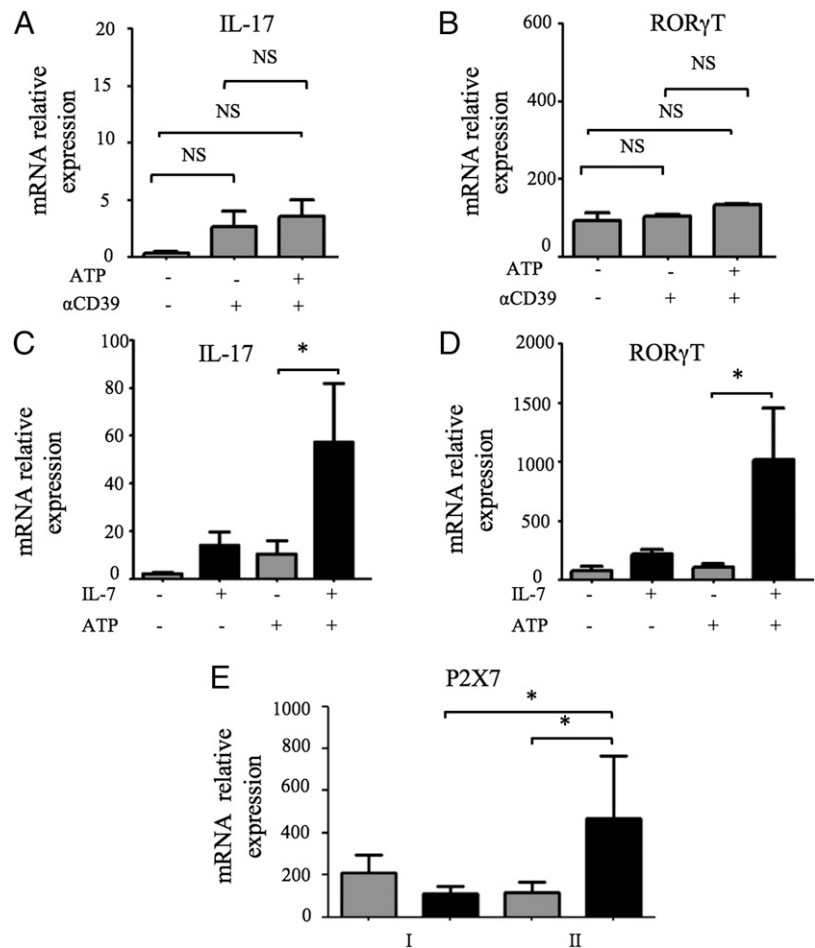 A
IL-17
mRNA relative
expression
20
15
10
5
0
NS
NS
NS
ATP - - +
αCD39 - + +
B
RORγT
mRNA relative
expression
600
400
200
0
NS
NS
NS
ATP - - +
αCD39 - + +
C
IL-17
mRNA relative
expression
100
80
60
40
20
0
*
IL-7 - + - +
ATP - - + +
D
RORγT
mRNA relative
expression
2000
1500
1000
500
0
*
IL-7 - + - +
ATP - - + +
E
P2X7
mRNA relative
expression
1000
800
600
400
200
0
*
*
I II